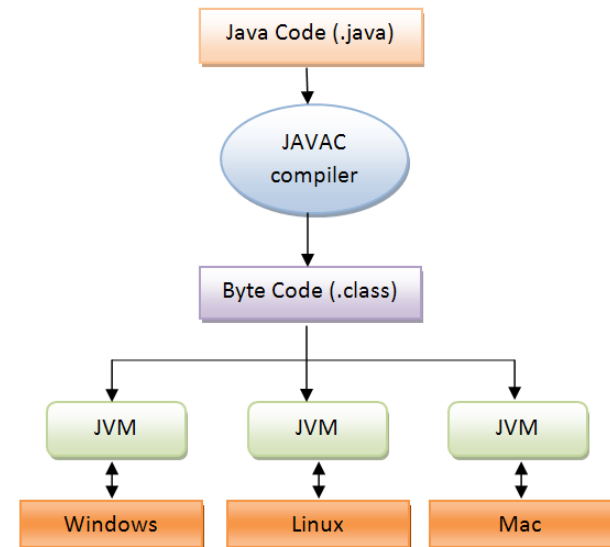 Java Code (.java)
JAVAC
compiler
Byte Code (.class)
JVM
JVM
JVM
Windows
Linux
Mac